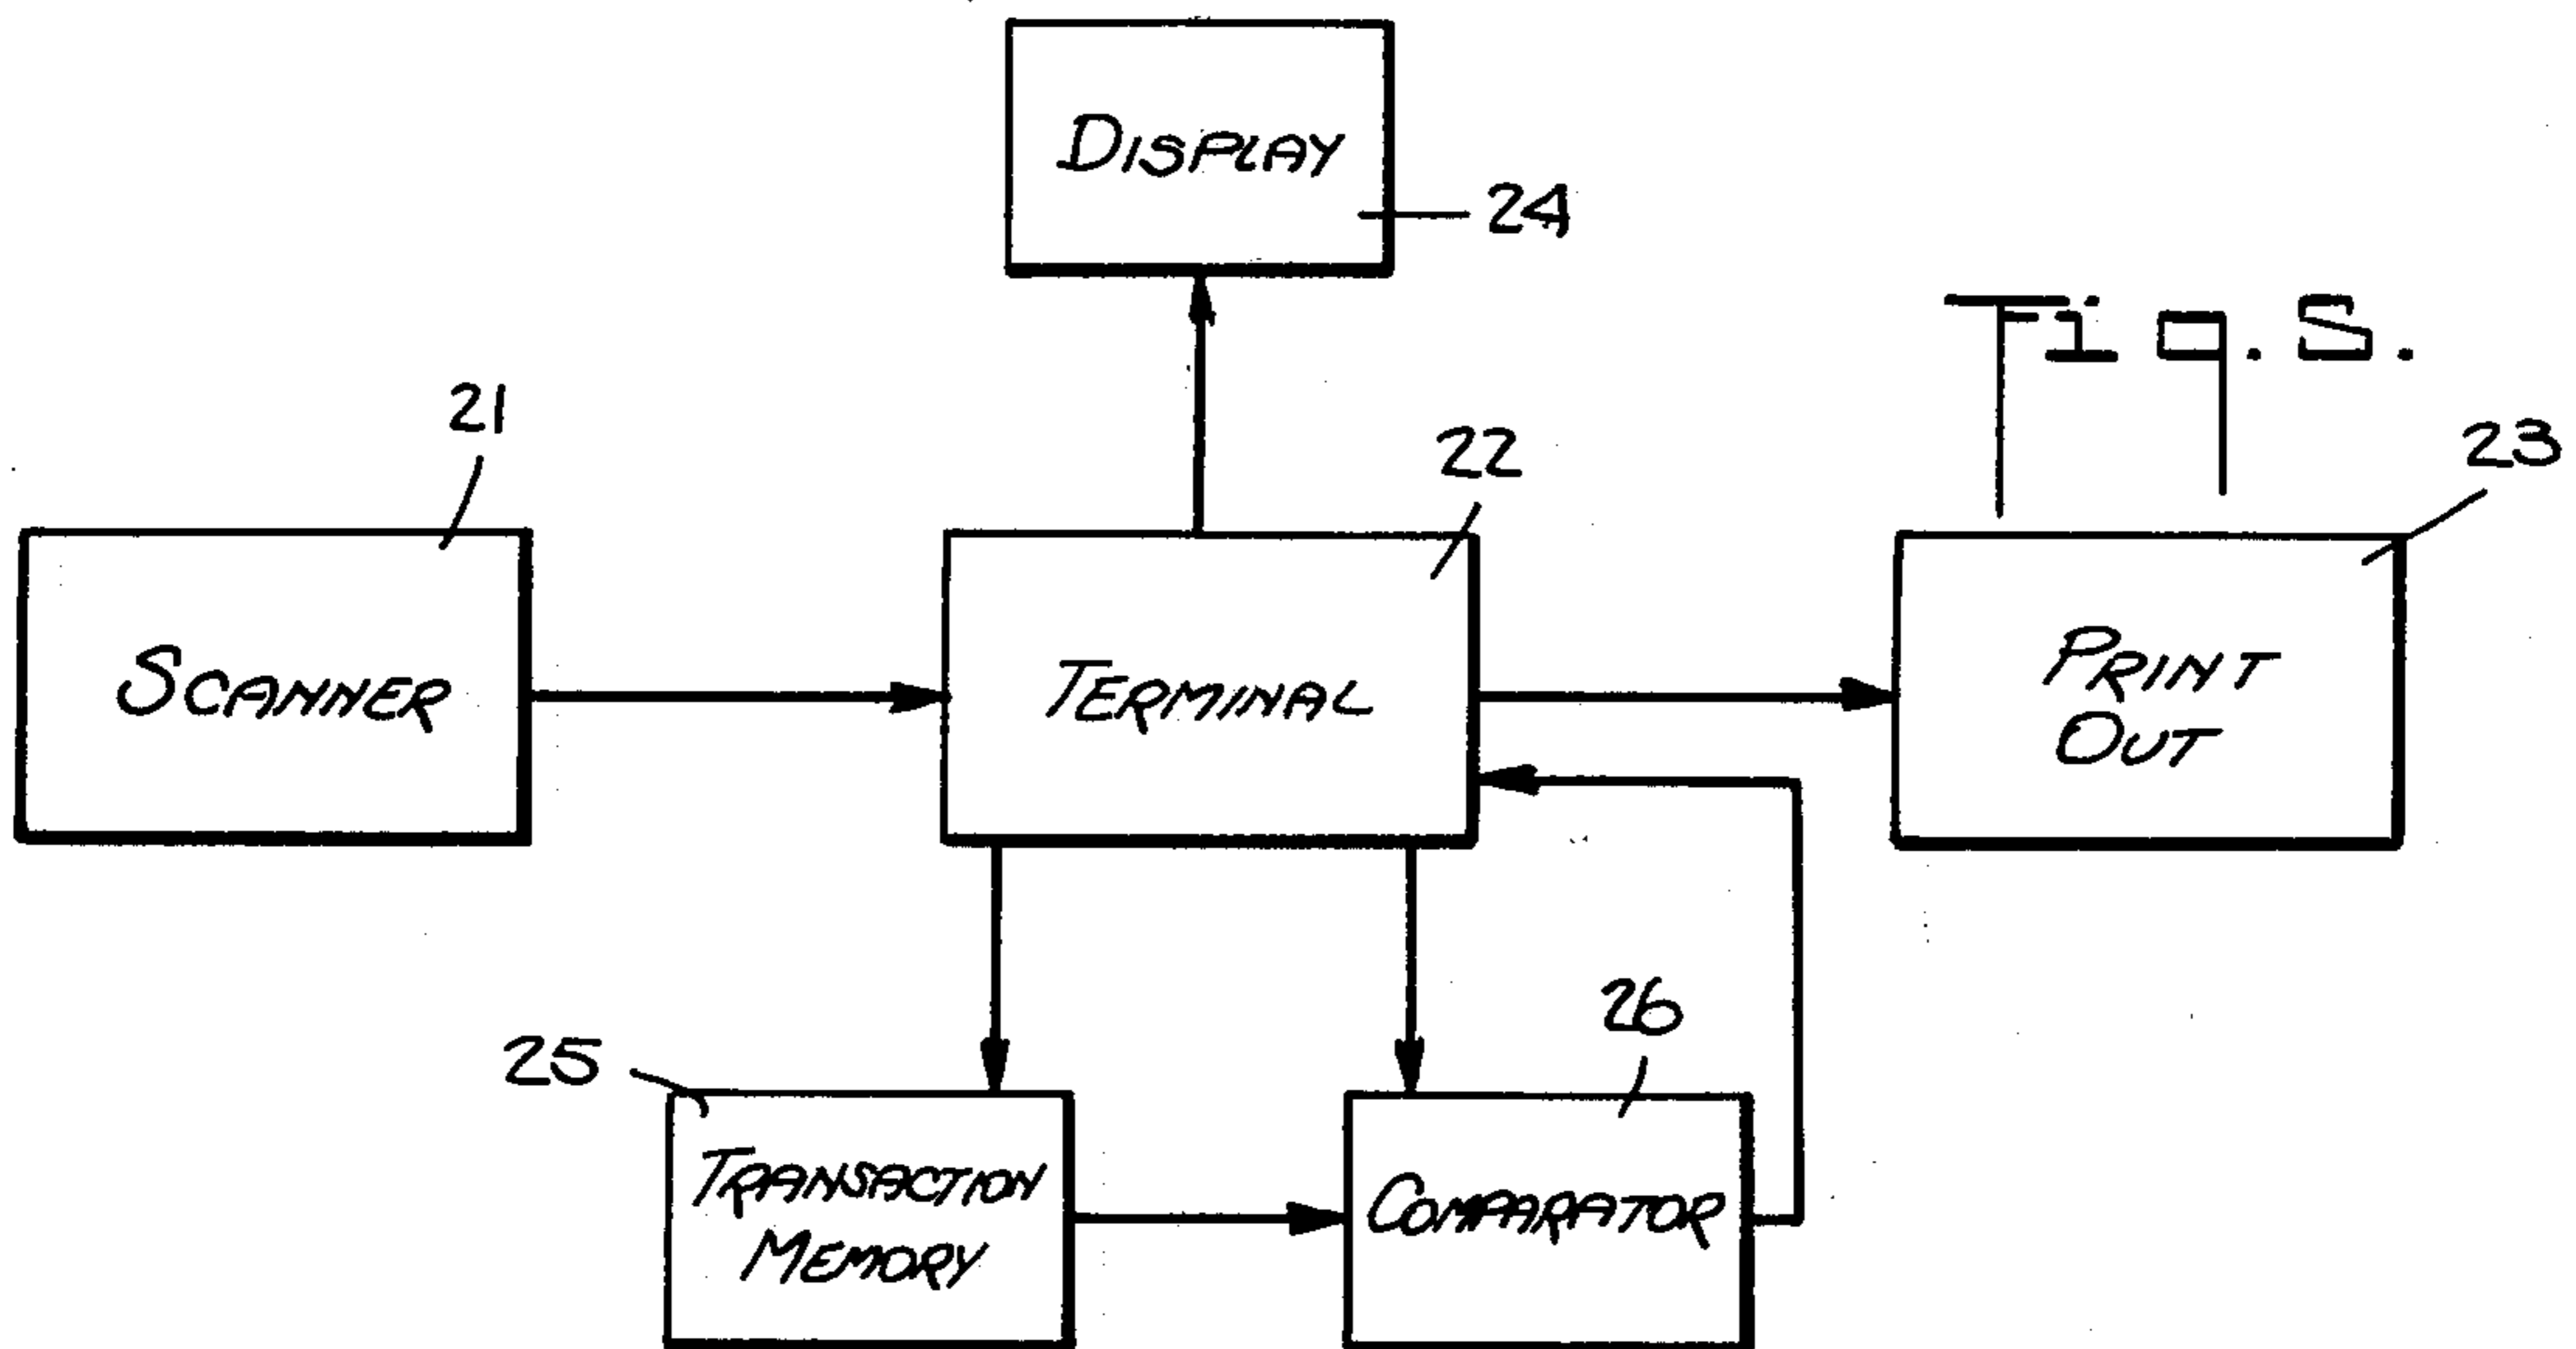 DISPLAY
24
Fig. 5.
21
22
23
SCANNER
TERMINAL
PRINT
OUT
25
26
TRANSACTION
MEMORY
COMPARATOR